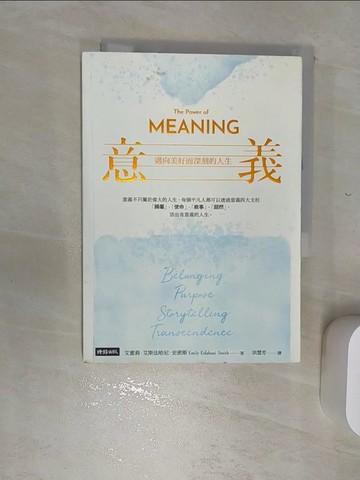 The Power of
MEANING
意義
邁向美好而深刻的人生
意義不只屬於偉大的人生，每個平凡人都可以透過意義四大支柱
「歸屬」、「使命」、「敘事」、「超然」，
活出有意義的人生。
Belonging
Purpose
Storytelling
Transcendence
時報出版
艾蜜莉・艾斯法哈尼・史密斯 Emily Esfahani Smith 著
洪慧芳 譯